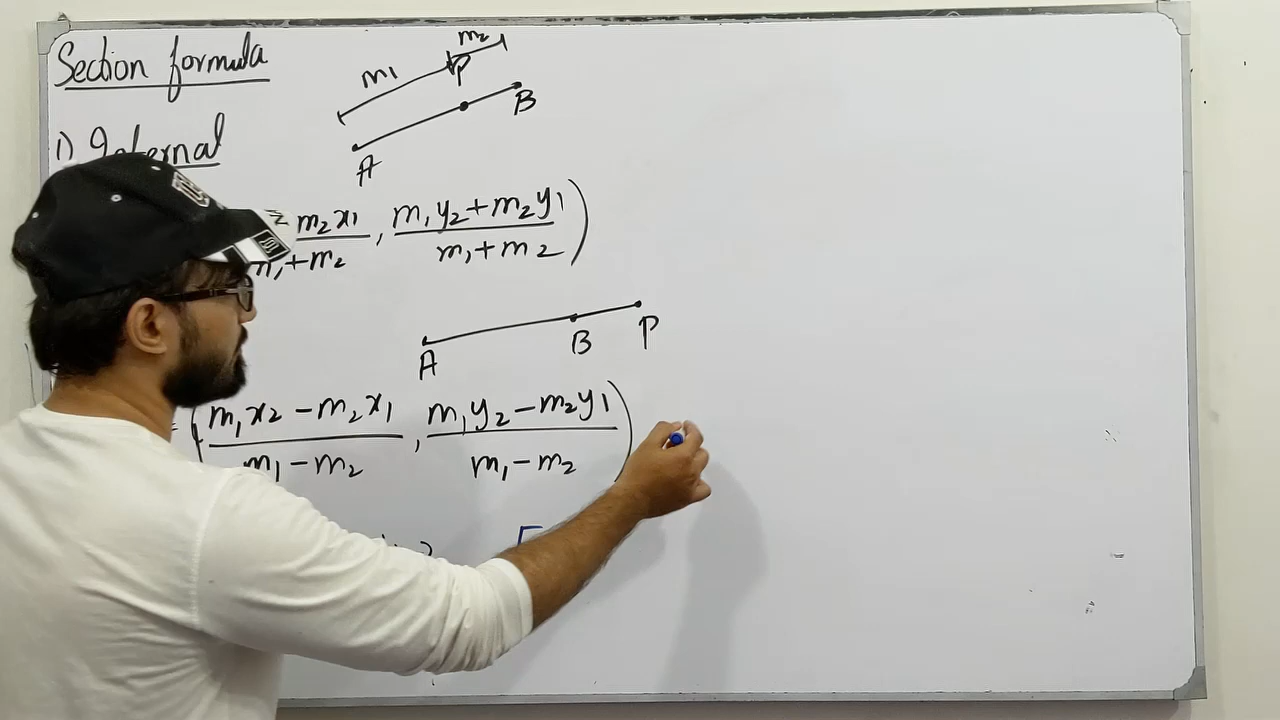 Section formula
m₁ m₂
P
A B
1) Internal
m₂x₁ / m₁+m₂ , m₁y₂+m₂y₁ / m₁+m₂ )
A B P
= ( m₁x₂-m₂x₁ / m₁-m₂ , m₁y₂-m₂y₁ / m₁-m₂ )